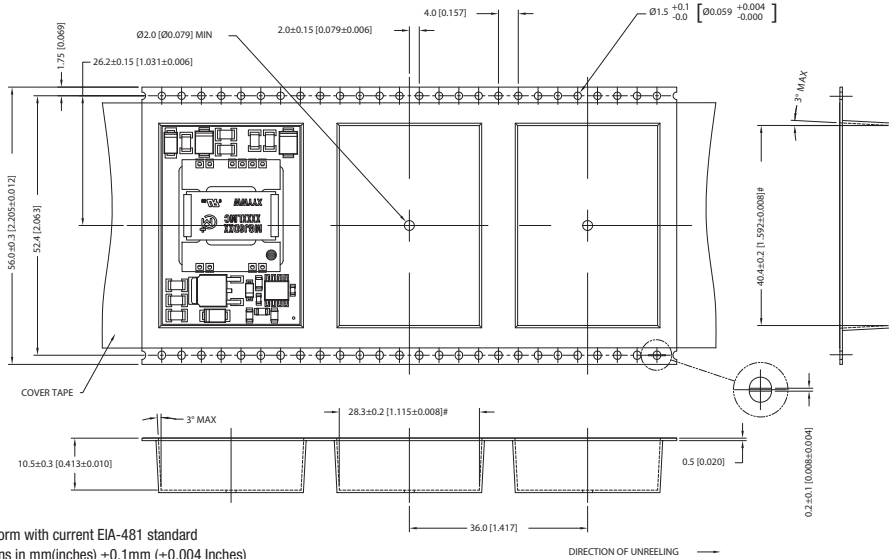 4.0 [0.157]
Ø1.5 +0.1 -0.0 [Ø0.059 +0.004 -0.000]
2.0±0.15 [0.079±0.006]
Ø2.0 [Ø0.079] MIN
1.75 [0.069]
26.2±0.15 [1.031±0.006]
3° MAX
56.0±0.3 [2.205±0.012]
52.4 [2.063]
40.4±0.2 [1.592±0.008]#
XYYWW
XXXXLMC
MGJ60XX
COVER TAPE
3° MAX
28.3±0.2 [1.115±0.008]#
10.5±0.3 [0.413±0.010]
0.5 [0.020]
0.2±0.1 [0.008±0.004]
36.0 [1.417]
orm with current EIA-481 standard
ns in mm(inches) ±0.1mm (±0.004 Inches)
DIRECTION OF UNREELING